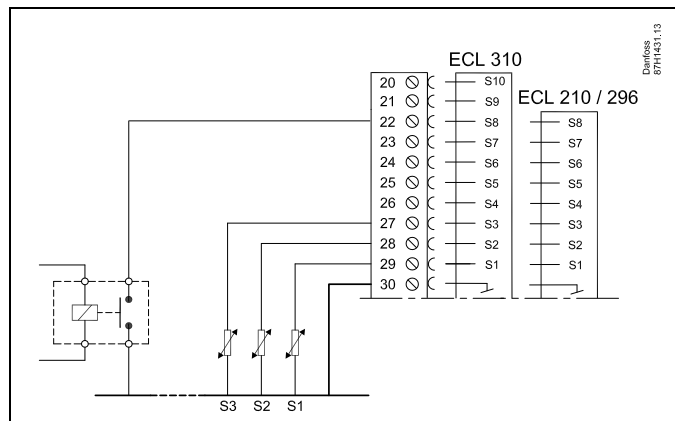 Danfoss
87H1431.13
ECL 310
ECL 210 / 296
20 S10
21 S9
22 S8 S8
23 S7 S7
24 S6 S6
25 S5 S5
26 S4 S4
27 S3 S3
28 S2 S2
29 S1 S1
30
S3 S2 S1